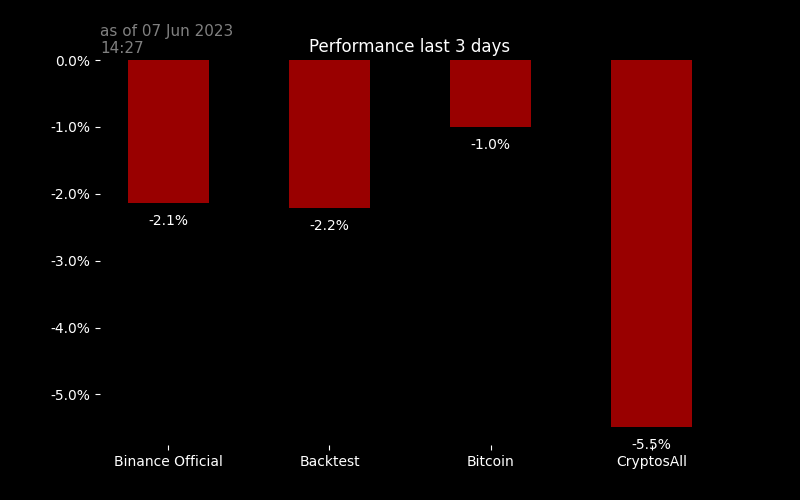 as of 07 Jun 2023
14:27
Performance last 3 days
0.0%
-1.0%
-2.0%
-3.0%
-4.0%
-5.0%
-2.1%
-2.2%
-1.0%
-5.5%
Binance Official
Backtest
Bitcoin
CryptosAll